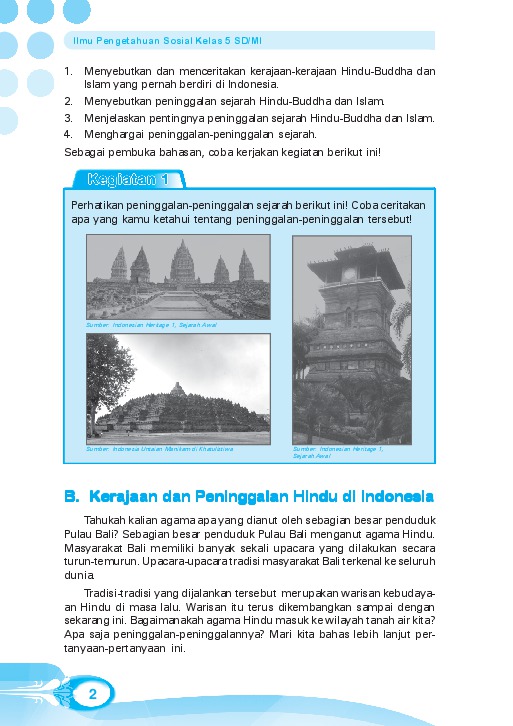 Ilmu Pengetahuan Sosial Kelas 5 SD/MI
1. Menyebutkan dan menceritakan kerajaan-kerajaan Hindu-Buddha dan
Islam yang pernah berdiri di Indonesia.
2. Menyebutkan peninggalan sejarah Hindu-Buddha dan Islam.
3. Menjelaskan pentingnya peninggalan sejarah Hindu-Buddha dan Islam.
4. Menghargai peninggalan-peninggalan sejarah.
Sebagai pembuka bahasan, coba kerjakan kegiatan berikut ini!
Kegiatan 1
Perhatikan peninggalan-peninggalan sejarah berikut ini! Coba ceritakan
apa yang kamu ketahui tentang peninggalan-peninggalan tersebut!
Sumber: Indonesian Heritage 1, Sejarah Awal
Sumber: Indonesia Untaian Manikam di Khatulistiwa
Sumber: Indonesian Heritage 1,
Sejarah Awal
B. Kerajaan dan Peninggalan Hindu di Indonesia
Tahukah kalian agama apa yang dianut oleh sebagian besar penduduk
Pulau Bali? Sebagian besar penduduk Pulau Bali menganut agama Hindu.
Masyarakat Bali memiliki banyak sekali upacara yang dilakukan secara
turun-temurun. Upacara-upacara tradisi masyarakat Bali terkenal ke seluruh
dunia.
Tradisi-tradisi yang dijalankan tersebut merupakan warisan kebudaya-
an Hindu di masa lalu. Warisan itu terus dikembangkan sampai dengan
sekarang ini. Bagaimanakah agama Hindu masuk ke wilayah tanah air kita?
Apa saja peninggalan-peninggalannya? Mari kita bahas lebih lanjut per-
tanyaan-pertanyaan ini.
2